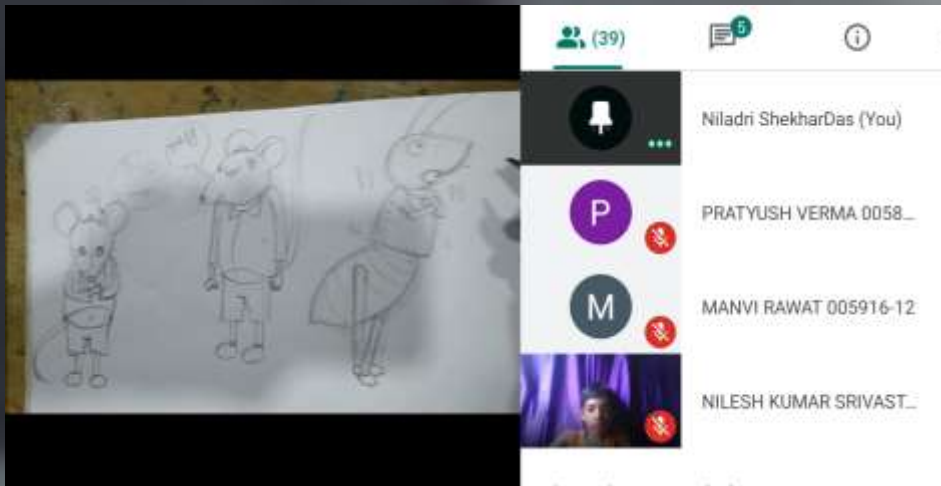 (39)
5
Niladri ShekharDas (You)
P
PRATYUSH VERMA 0058...
M
MANVI RAWAT 005916-12
NILESH KUMAR SRIVAST...